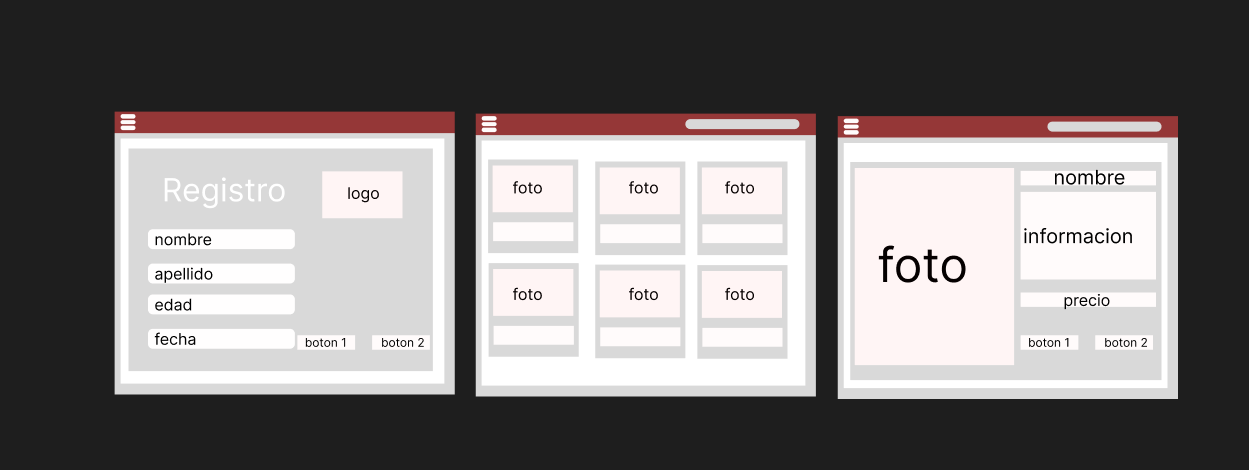 Registro
logo
nombre
apellido
edad
fecha
boton 1
boton 2
foto
foto
foto
foto
foto
foto
foto
nombre
informacion
precio
boton 1
boton 2